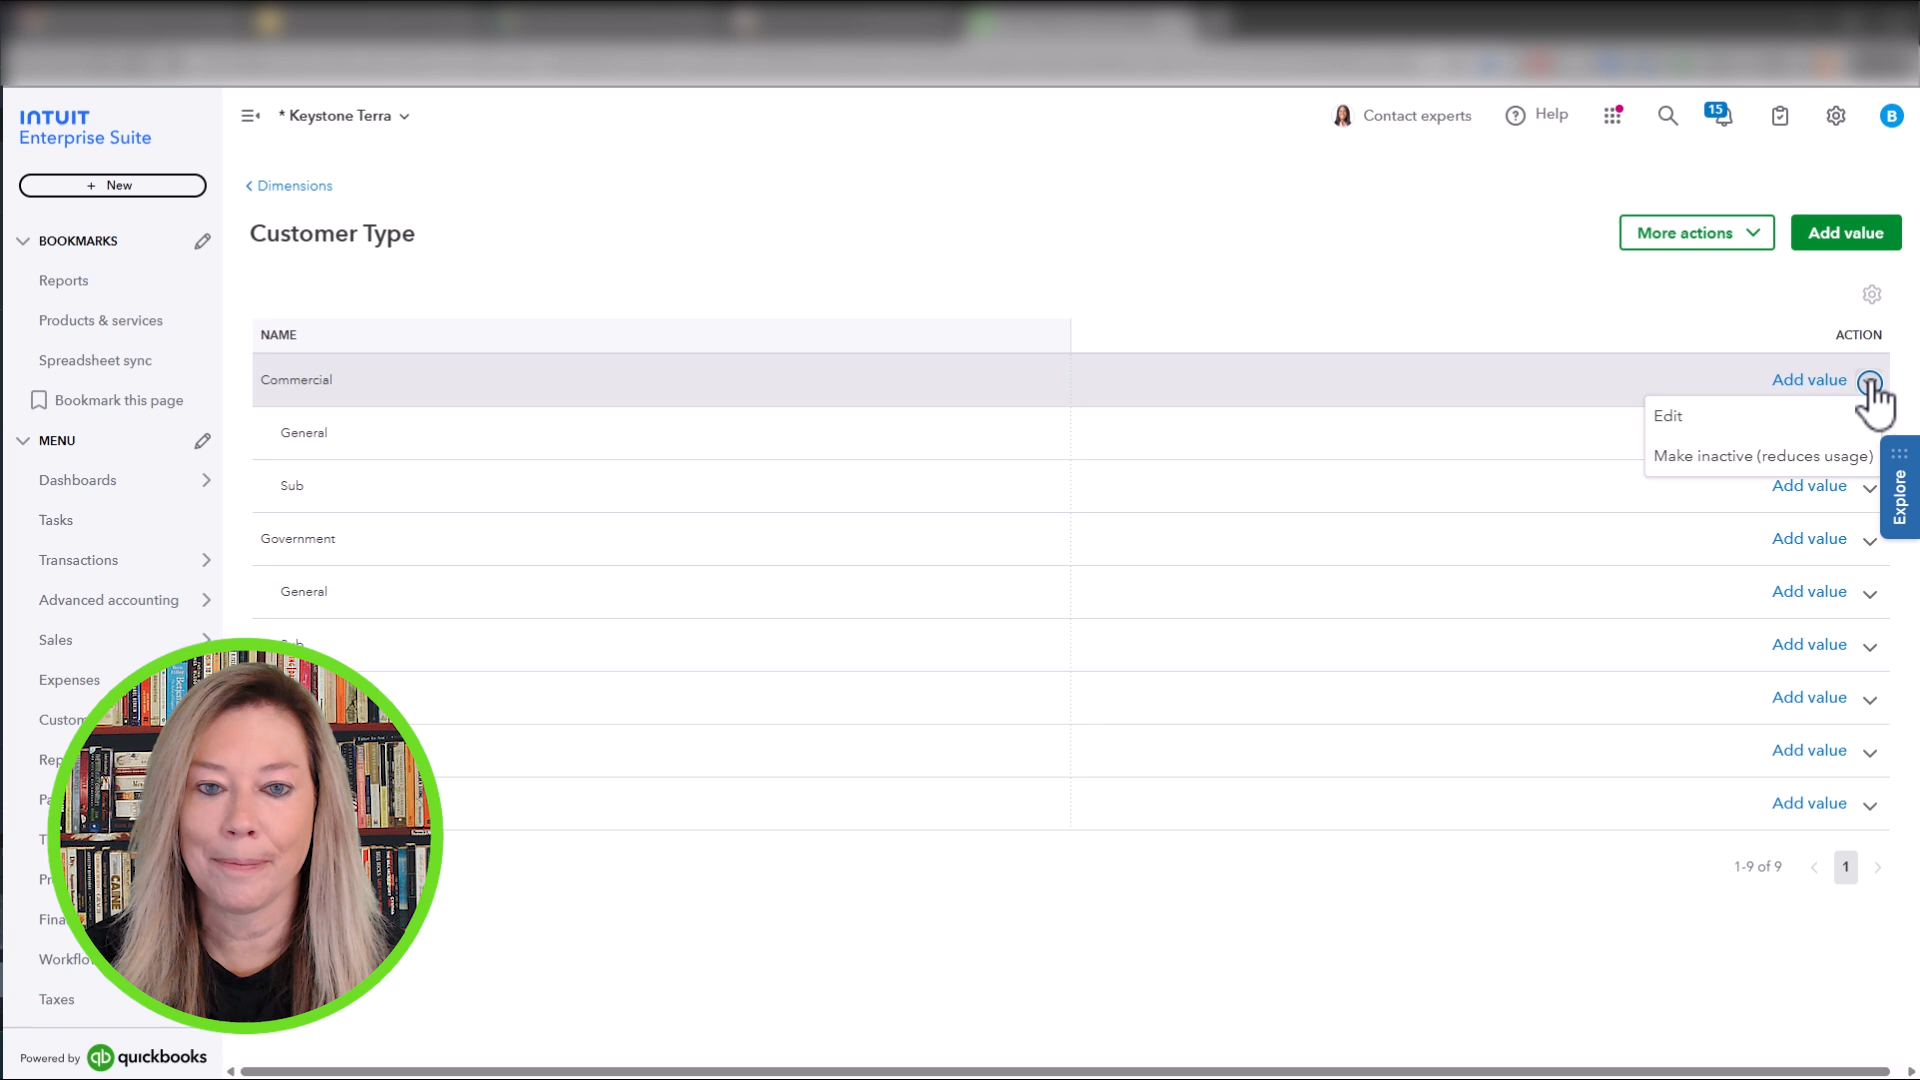 INTUIT
Enterprise Suite
* Keystone Terra
Contact experts
Help
15
B
+ New
Dimensions
BOOKMARKS
Customer Type
More actions
Add value
Reports
Products & services
Spreadsheet sync
Bookmark this page
NAME
ACTION
Commercial
Add value
Edit
Make inactive (reduces usage)
General
Sub
Add value
Government
Add value
General
Add value
Add value
Add value
Add value
Add value
Explore
1-9 of 9
1
MENU
Dashboards
Tasks
Transactions
Advanced accounting
Sales
Expenses
Taxes
CAINE
Powered by
qb
quickbooks